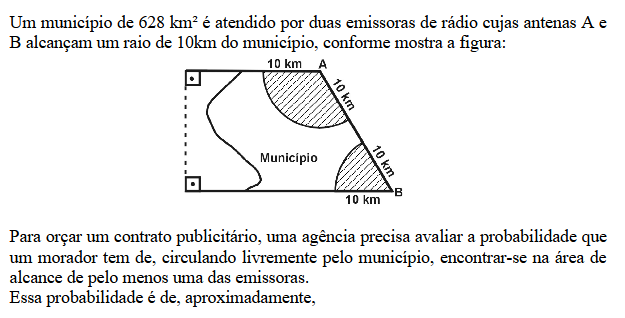 Um município de 628 km² é atendido por duas emissoras de rádio cujas antenas A e
B alcançam um raio de 10km do município, conforme mostra a figura:
10 km A
10 km
Município
10 km
B
10 km
Para orçar um contrato publicitário, uma agência precisa avaliar a probabilidade que
um morador tem de, circulando livremente pelo município, encontrar-se na área de
alcance de pelo menos uma das emissoras.
Essa probabilidade é de, aproximadamente,